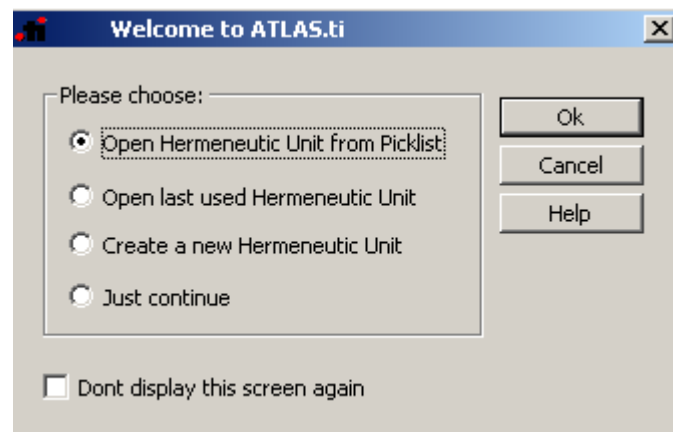 .ti Welcome to ATLAS.ti
Please choose:
Open Hermeneutic Unit from Picklist
Open last used Hermeneutic Unit
Create a new Hermeneutic Unit
Just continue
Ok
Cancel
Help
Dont display this screen again